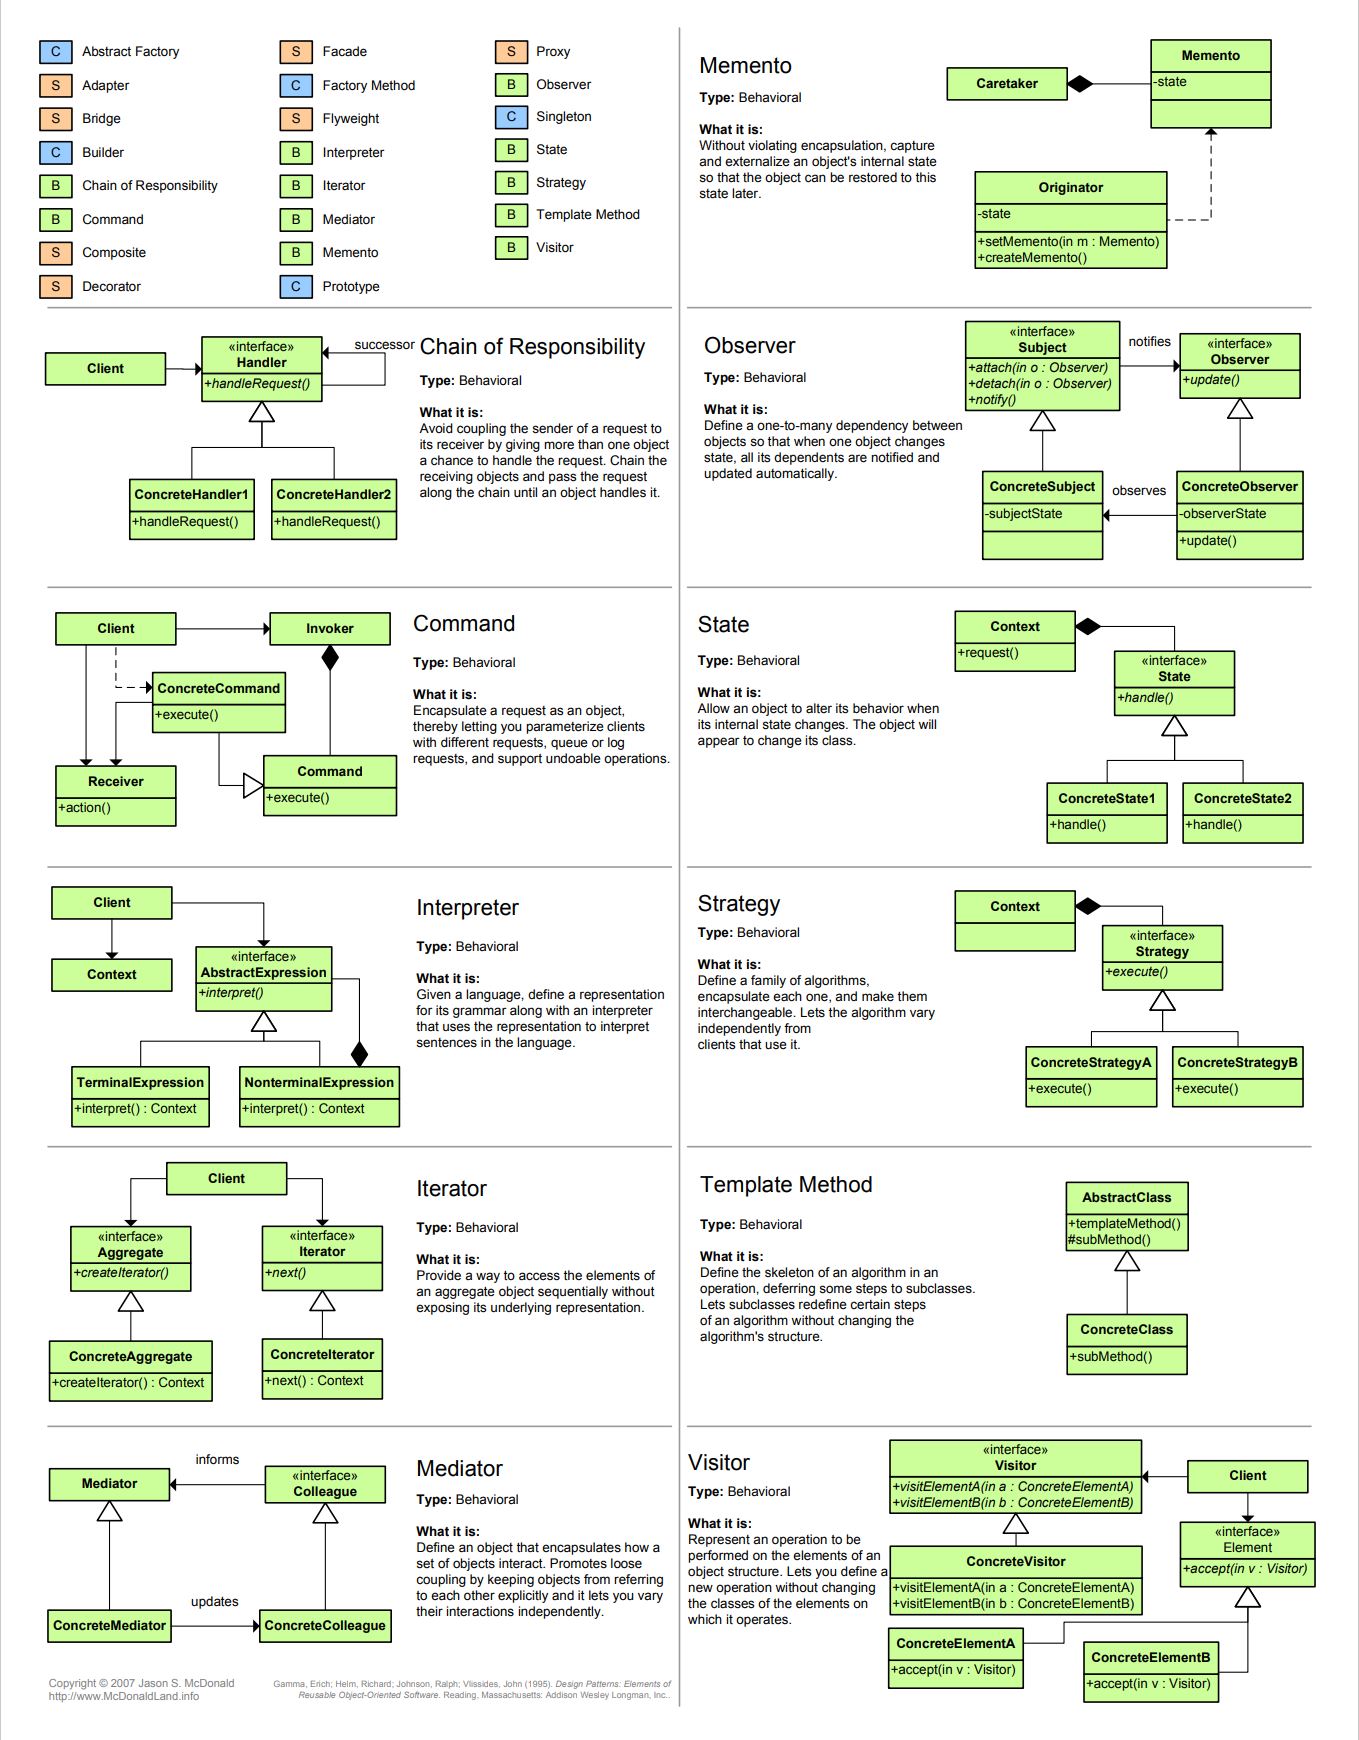 C Abstract Factory
S Adapter
S Bridge
C Builder
B Chain of Responsibility
B Command
S Composite
S Decorator
S Facade
C Factory Method
S Flyweight
B Interpreter
B Iterator
B Mediator
B Memento
C Prototype
S Proxy
B Observer
C Singleton
B State
B Strategy
B Template Method
B Visitor
Memento
Type: Behavioral
What it is:
Without violating encapsulation, capture
and externalize an object's internal state
so that the object can be restored to this
state later.
Caretaker
Memento
-state
Originator
-state
+setMemento(in m : Memento)
+createMemento()
Client
«interface»
Handler
+handleRequest()
successor
ConcreteHandler1
+handleRequest()
ConcreteHandler2
+handleRequest()
Chain of Responsibility
Type: Behavioral
What it is:
Avoid coupling the sender of a request to
its receiver by giving more than one object
a chance to handle the request. Chain the
receiving objects and pass the request
along the chain until an object handles it.
Observer
Type: Behavioral
What it is:
Define a one-to-many dependency between
objects so that when one object changes
state, all its dependents are notified and
updated automatically.
«interface»
Subject
+attach(in o : Observer)
+detach(in o : Observer)
+notify()
notifies
«interface»
Observer
+update()
ConcreteSubject
-subjectState
observes
ConcreteObserver
-observerState
+update()
Client
Invoker
ConcreteCommand
+execute()
Receiver
+action()
Command
+execute()
Command
Type: Behavioral
What it is:
Encapsulate a request as an object,
thereby letting you parameterize clients
with different requests, queue or log
requests, and support undoable operations.
State
Type: Behavioral
What it is:
Allow an object to alter its behavior when
its internal state changes. The object will
appear to change its class.
Context
+request()
«interface»
State
+handle()
ConcreteState1
+handle()
ConcreteState2
+handle()
Client
Context
«interface»
AbstractExpression
+interpret()
TerminalExpression
+interpret() : Context
NonterminalExpression
+interpret() : Context
Interpreter
Type: Behavioral
What it is:
Given a language, define a representation
for its grammar along with an interpreter
that uses the representation to interpret
sentences in the language.
Strategy
Type: Behavioral
What it is:
Define a family of algorithms,
encapsulate each one, and make them
interchangeable. Lets the algorithm vary
independently from
clients that use it.
Context
«interface»
Strategy
+execute()
ConcreteStrategyA
+execute()
ConcreteStrategyB
+execute()
Client
«interface»
Aggregate
+createIterator()
«interface»
Iterator
+next()
ConcreteAggregate
+createIterator() : Context
ConcreteIterator
+next() : Context
Iterator
Type: Behavioral
What it is:
Provide a way to access the elements of
an aggregate object sequentially without
exposing its underlying representation.
Template Method
Type: Behavioral
What it is:
Define the skeleton of an algorithm in an
operation, deferring some steps to subclasses.
Lets subclasses redefine certain steps
of an algorithm without changing the
algorithm's structure.
AbstractClass
+templateMethod()
#subMethod()
ConcreteClass
+subMethod()
Mediator
informs
«interface»
Colleague
ConcreteMediator
updates
ConcreteColleague
Mediator
Type: Behavioral
What it is:
Define an object that encapsulates how a
set of objects interact. Promotes loose
coupling by keeping objects from referring
to each other explicitly and it lets you vary
their interactions independently.
Visitor
Type: Behavioral
What it is:
Represent an operation to be
performed on the elements of an
object structure. Lets you define a
new operation without changing
the classes of the elements on
which it operates.
«interface»
Visitor
+visitElementA(in a : ConcreteElementA)
+visitElementB(in b : ConcreteElementB)
Client
«interface»
Element
+accept(in v : Visitor)
ConcreteVisitor
+visitElementA(in a : ConcreteElementA)
+visitElementB(in b : ConcreteElementB)
ConcreteElementA
+accept(in v : Visitor)
ConcreteElementB
+accept(in v : Visitor)
Copyright © 2007 Jason S. McDonald
http://www.McDonaldLand.info
Gamma, Erich; Helm, Richard; Johnson, Ralph; Vlissides, John (1995). Design Patterns: Elements of
Reusable Object-Oriented Software. Reading, Massachusetts: Addison Wesley Longman, Inc..